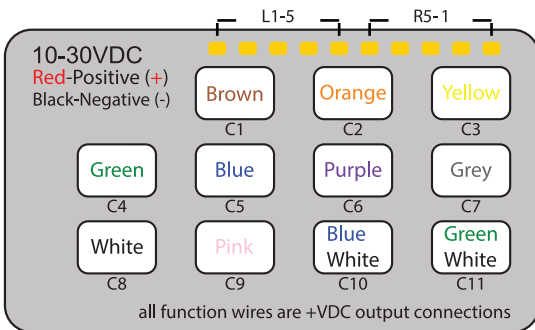 L1-5 R5-1
10-30VDC
Red-Positive (+)
Black-Negative (-)
Brown Orange Yellow
C1 C2 C3
Green Blue Purple Grey
C4 C5 C6 C7
White Pink Blue White Green White
C8 C9 C10 C11
all function wires are +VDC output connections